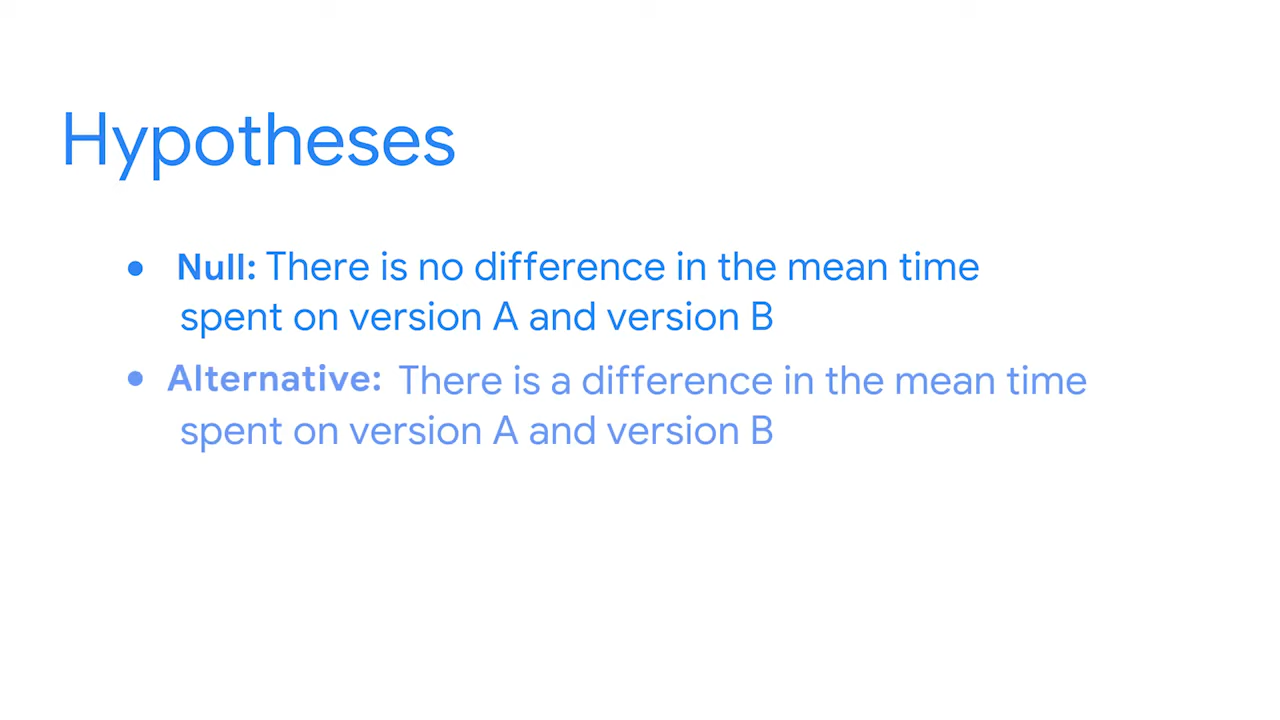 Hypotheses
• Null: There is no difference in the mean time
spent on version A and version B
• Alternative: There is a difference in the mean time
spent on version A and version B